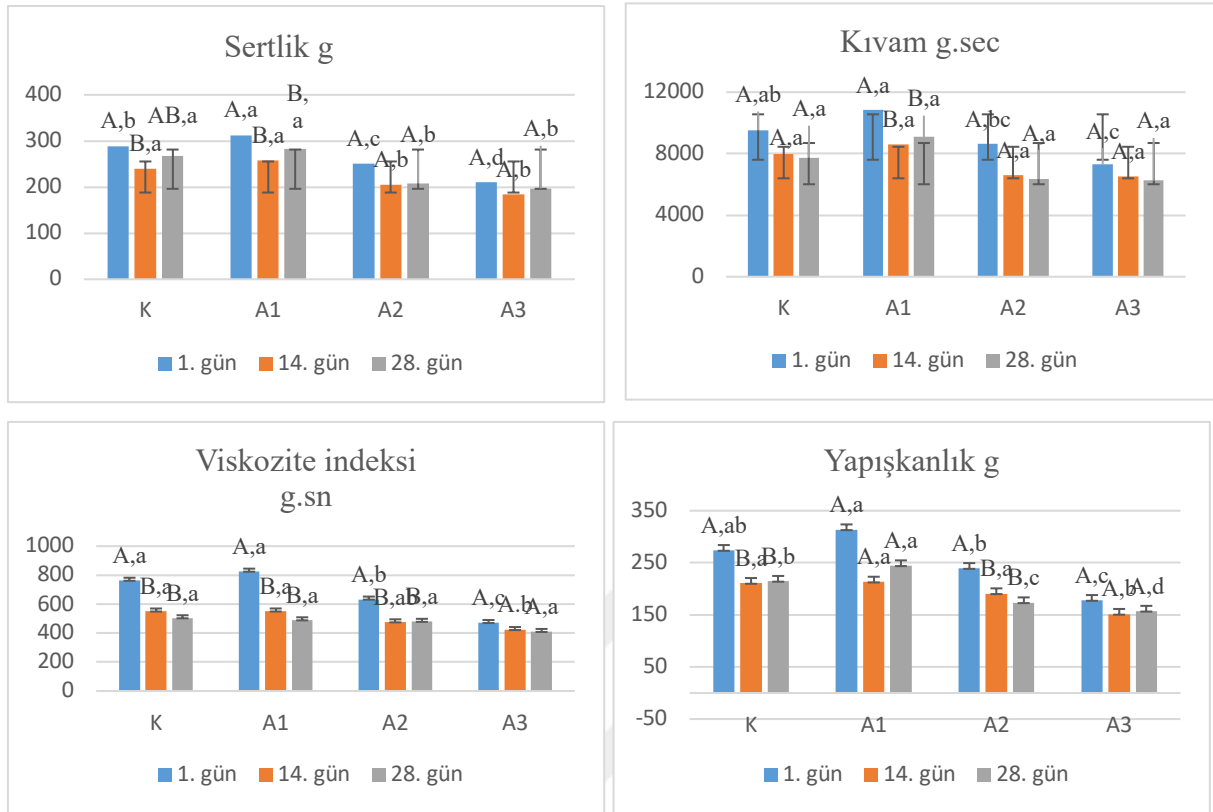 Sertlik g
400
300
200
100
0
A,b
B,a
AB,a
A,a
B,a
B,
a
A,c
A,b
A,b
A,d
A,b
A,b
K A1 A2 A3
1. gün 14. gün 28. gün
Kıvam g.sec
12000
8000
4000
0
A,ab
A,a
A,a
A,a
B,a
B,a
A,bc
A,a
A,a
A,c
A,a
A,a
K A1 A2 A3
1. gün 14. gün 28. gün
Viskozite indeksi
g.sn
1000
800
600
400
200
0
A,a
B,a
B,a
A,a
B,a
B,a
A,b
B,ab
B,a
A,c
A.b
A,a
K A1 A2 A3
1. gün 14. gün 28. gün
Yapışkanlık g
350
250
150
50
-50
A,ab
B,a
B,b
A,a
A,a
A,a
A,b
B,a
B,c
A,c
A,b
A,d
K A1 A2 A3
1. gün 14. gün 28. gün